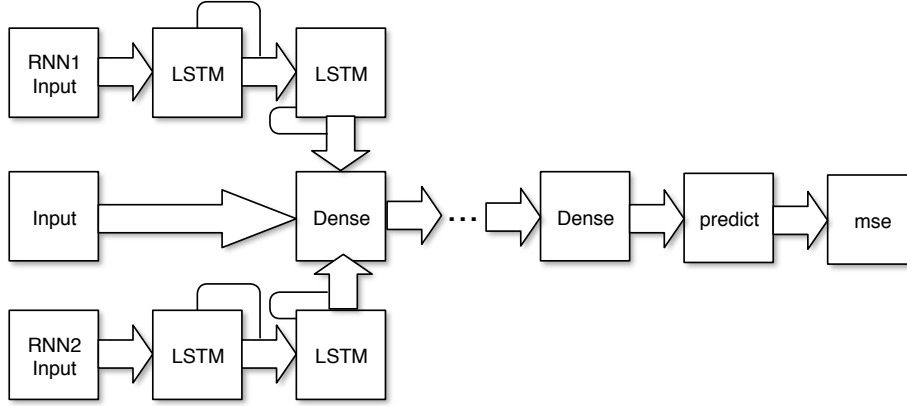 RNN1
Input
LSTM
LSTM
Input
Dense
...
Dense
predict
mse
RNN2
Input
LSTM
LSTM